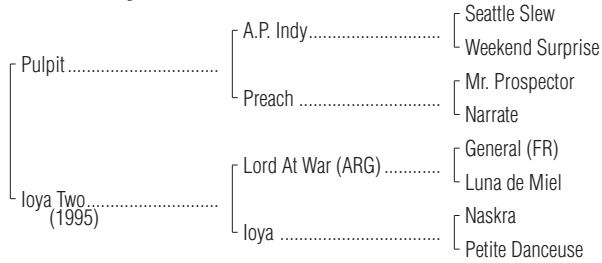 Seattle Slew
A.P. Indy..............................
Weekend Surprise
Pulpit................................
Mr. Prospector
Preach ..............................
Narrate
General (FR)
Lord At War (ARG) ............
Luna de Miel
Ioya Two............................
(1995)
Naskra
Ioya ..................................
Petite Danceuse